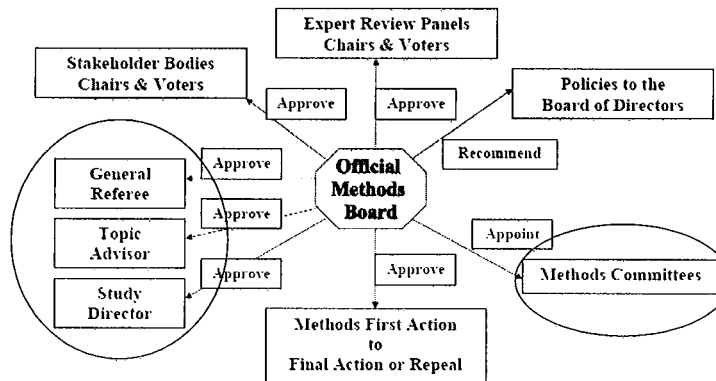 Expert Review Panels
Chairs & Voters
Stakeholder Bodies
Chairs & Voters
Policies to the
Board of Directors
Approve
Approve
Recommend
General
Referee
Approve
Official
Methods
Board
Topic
Advisor
Approve
Appoint
Methods Committees
Study
Director
Approve
Approve
Methods First Action
to
Final Action or Repeal